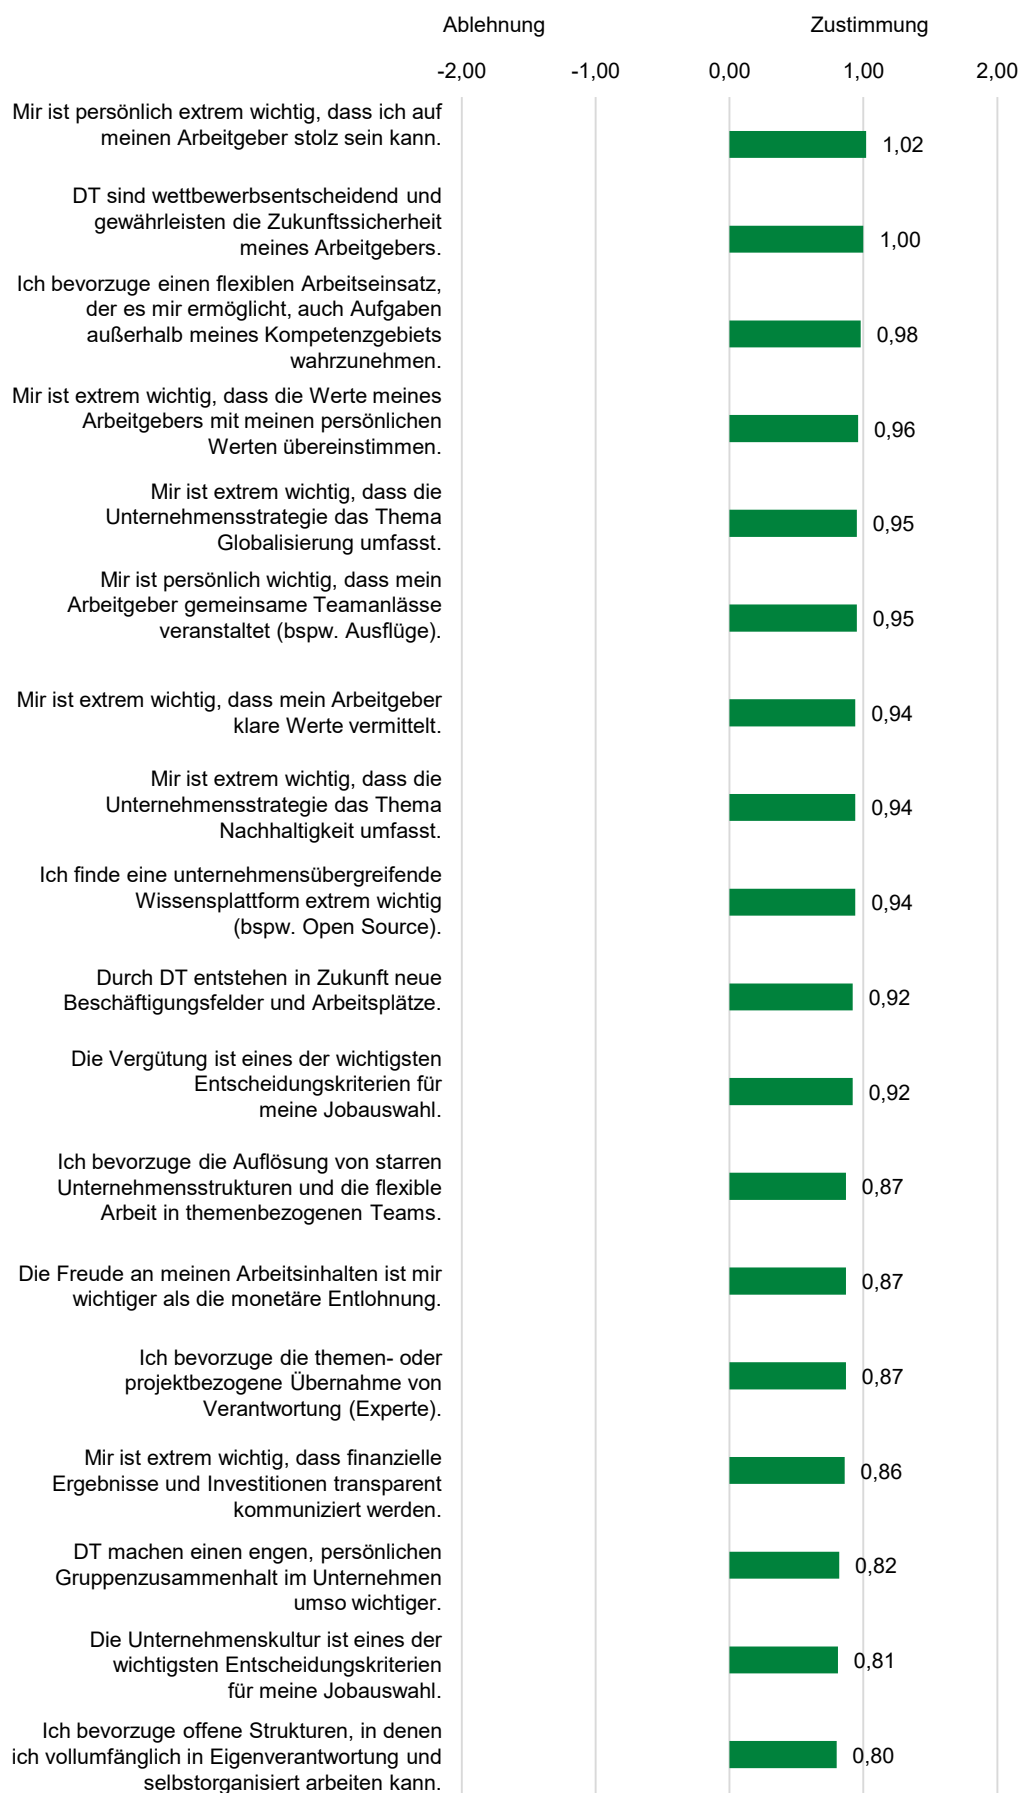 Ablehnung Zustimmung
-2,00 -1,00 0,00 1,00 2,00
Mir ist persönlich extrem wichtig, dass ich auf
meinen Arbeitgeber stolz sein kann.
1,02
DT sind wettbewerbsentscheidend und
gewährleisten die Zukunftssicherheit
meines Arbeitgebers.
1,00
Ich bevorzuge einen flexiblen Arbeitseinsatz,
der es mir ermöglicht, auch Aufgaben
außerhalb meines Kompetenzgebiets
wahrzunehmen.
0,98
Mir ist extrem wichtig, dass die Werte meines
Arbeitgebers mit meinen persönlichen
Werten übereinstimmen.
0,96
Mir ist extrem wichtig, dass die
Unternehmensstrategie das Thema
Globalisierung umfasst.
0,95
Mir ist persönlich wichtig, dass mein
Arbeitgeber gemeinsame Teamanlässe
veranstaltet (bspw. Ausflüge).
0,95
Mir ist extrem wichtig, dass mein Arbeitgeber
klare Werte vermittelt.
0,94
Mir ist extrem wichtig, dass die
Unternehmensstrategie das Thema
Nachhaltigkeit umfasst.
0,94
Ich finde eine unternehmensübergreifende
Wissensplattform extrem wichtig
(bspw. Open Source).
0,94
Durch DT entstehen in Zukunft neue
Beschäftigungsfelder und Arbeitsplätze.
0,92
Die Vergütung ist eines der wichtigsten
Entscheidungskriterien für
meine Jobauswahl.
0,92
Ich bevorzuge die Auflösung von starren
Unternehmensstrukturen und die flexible
Arbeit in themenbezogenen Teams.
0,87
Die Freude an meinen Arbeitsinhalten ist mir
wichtiger als die monetäre Entlohnung.
0,87
Ich bevorzuge die themen- oder
projektbezogene Übernahme von
Verantwortung (Experte).
0,87
Mir ist extrem wichtig, dass finanzielle
Ergebnisse und Investitionen transparent
kommuniziert werden.
0,86
DT machen einen engen, persönlichen
Gruppenzusammenhalt im Unternehmen
umso wichtiger.
0,82
Die Unternehmenskultur ist eines der
wichtigsten Entscheidungskriterien
für meine Jobauswahl.
0,81
Ich bevorzuge offene Strukturen, in denen
ich vollumfänglich in Eigenverantwortung und
selbstorganisiert arbeiten kann.
0,80